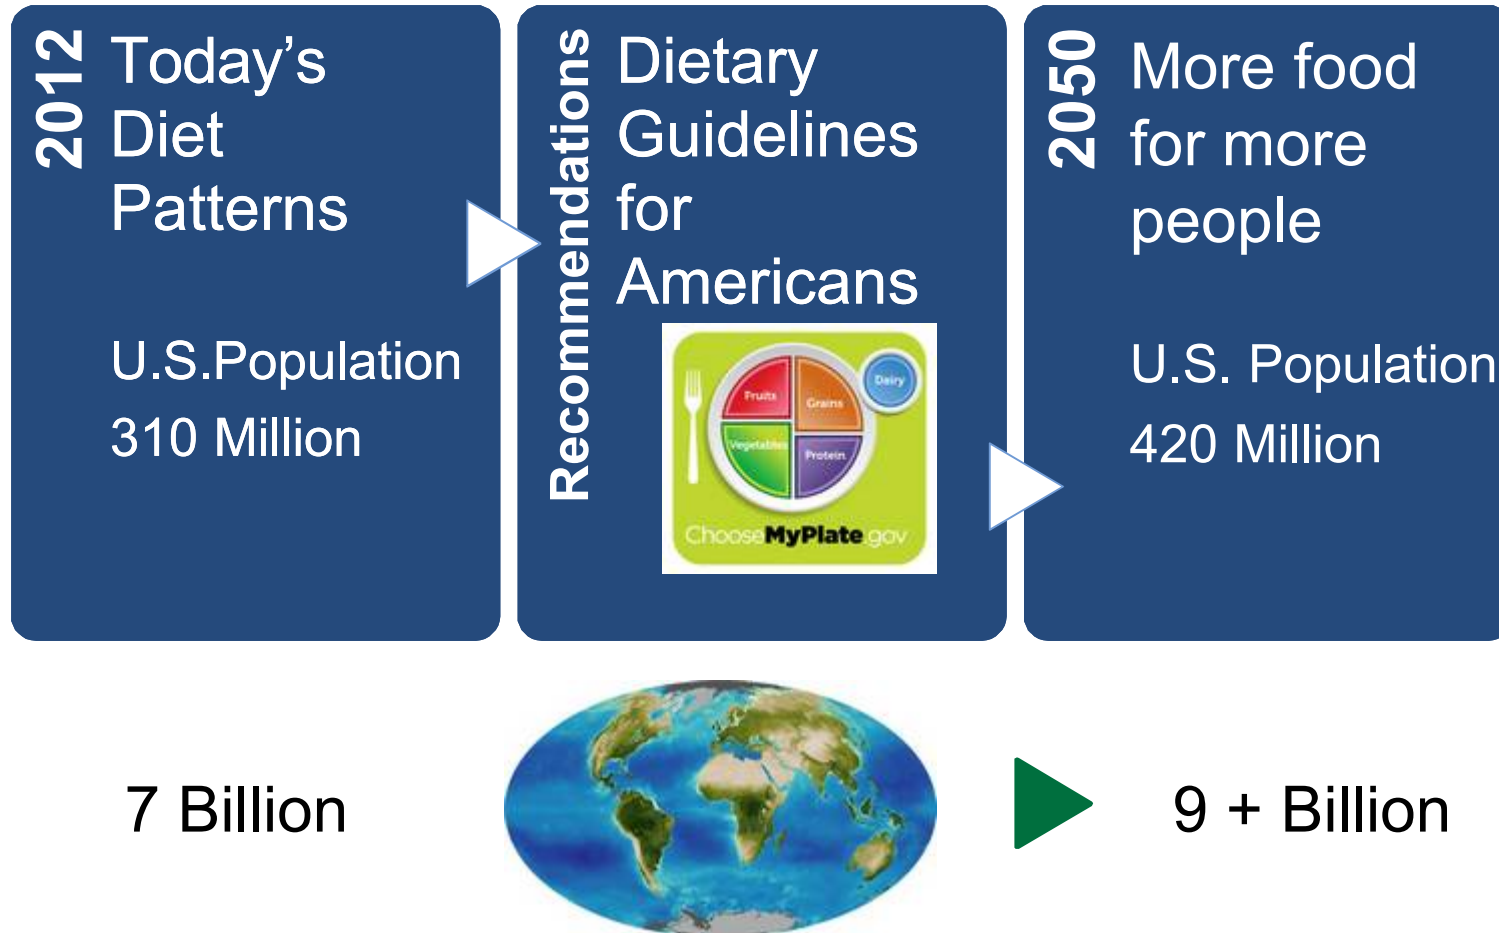 2012
Today's
Diet
Patterns
U.S.Population
310 Million
Recommendations
Dietary
Guidelines
for
Americans
Fruits
Grains
Dairy
Vegetables
Protein
ChooseMyPlate.gov
2050
More food
for more
people
U.S. Population
420 Million
7 Billion
9 + Billion